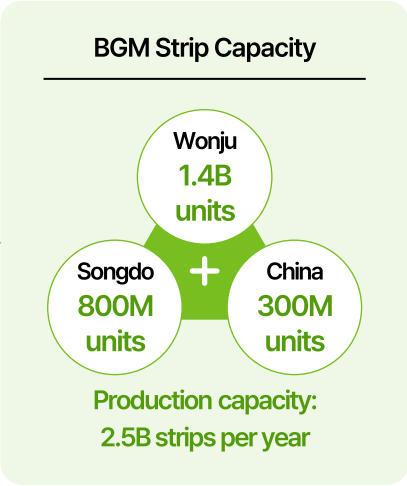 BGM Strip Capacity
Wonju
1.4B
units
Songdo
800M
units
China
300M
units
Production capacity:
2.5B strips per year